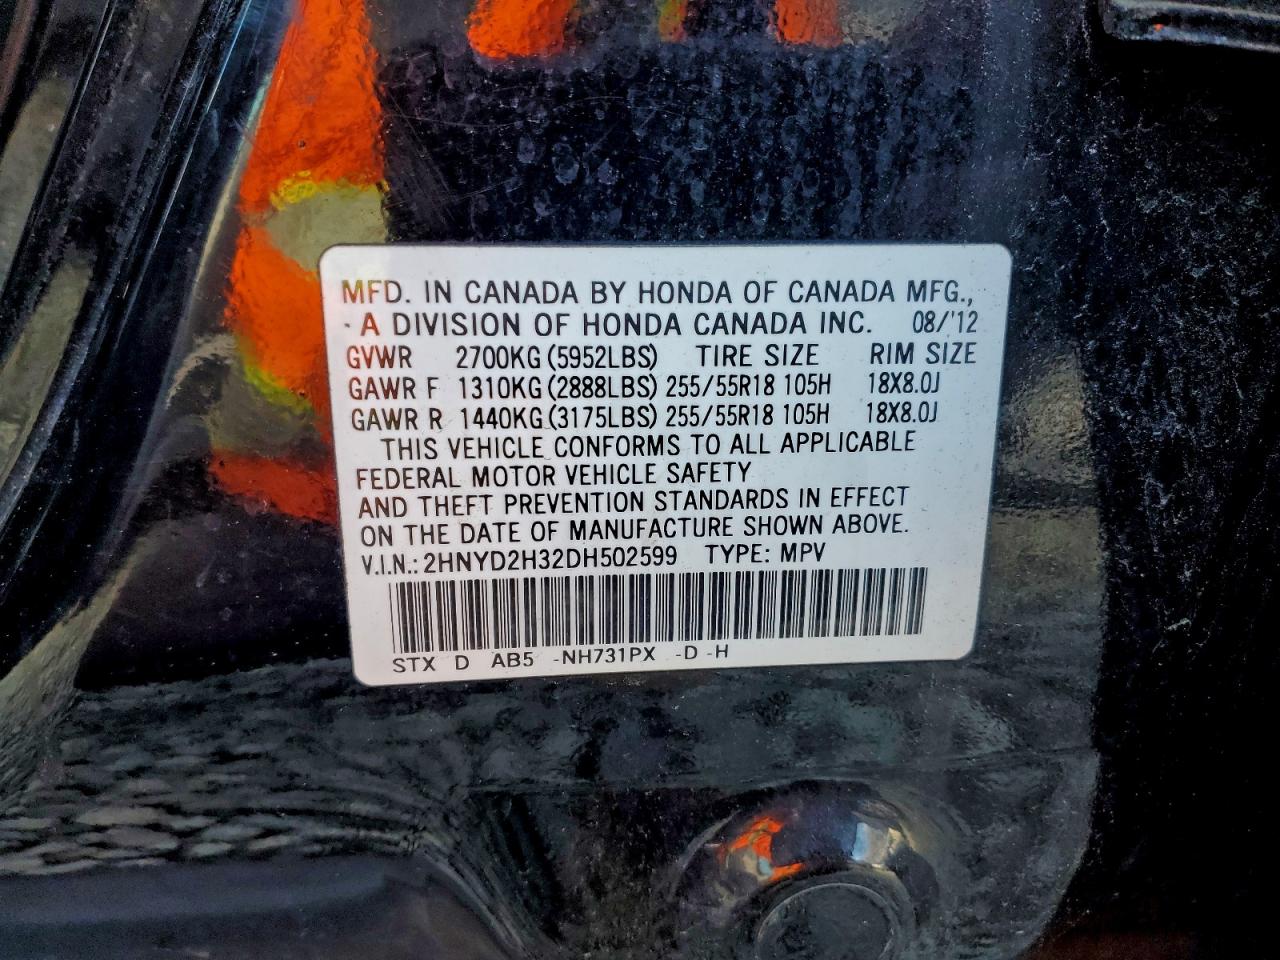 MFD. IN CANADA BY HONDA OF CANADA MFG.,
A DIVISION OF HONDA CANADA INC. 08/'12
GVWR 2700KG (5952LBS) TIRE SIZE RIM SIZE
GAWR F 1310KG (2888LBS) 255/55R18 105H 18X8.0J
GAWR R 1440KG (3175LBS) 255/55R18 105H 18X8.0J
THIS VEHICLE CONFORMS TO ALL APPLICABLE
FEDERAL MOTOR VEHICLE SAFETY
AND THEFT PREVENTION STANDARDS IN EFFECT
ON THE DATE OF MANUFACTURE SHOWN ABOVE.
V.I.N.: 2HNYD2H32DH502599 TYPE: MPV
STX D AB5 -NH731PX -D -H